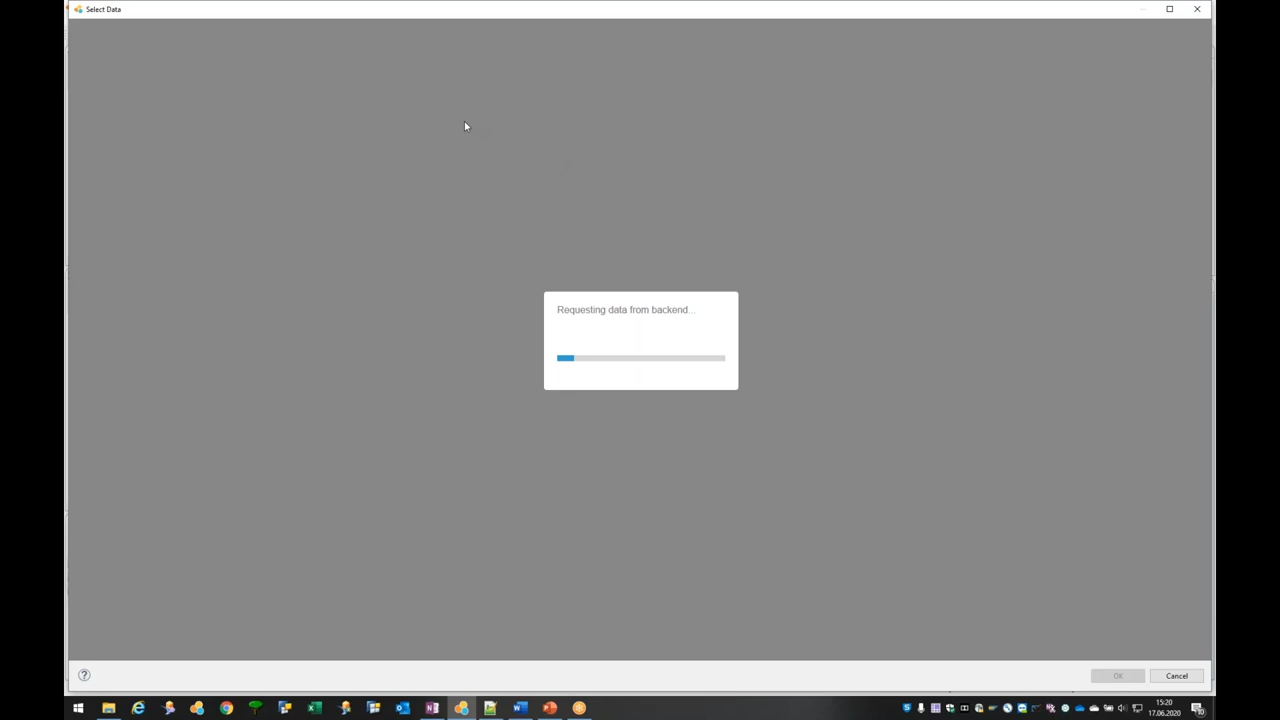 Select Data
Requesting data from backend...
OK
Cancel
15:20
17.06.2020